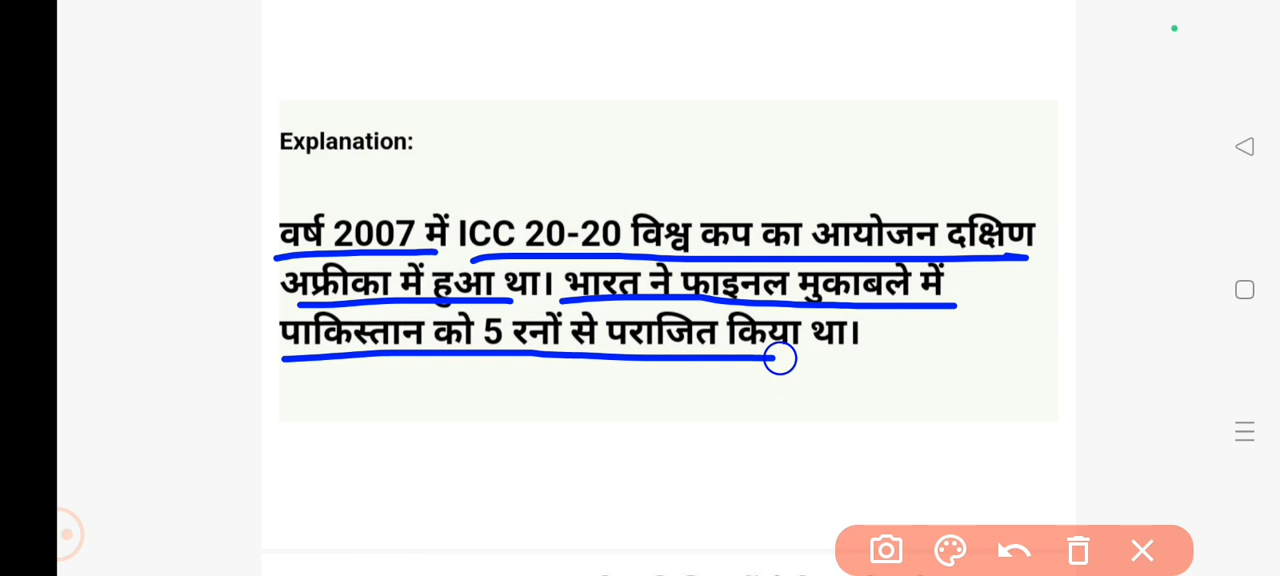 Explanation:
वर्ष 2007 में ICC 20-20 विश्व कप का आयोजन दक्षिण
अफ्रीका में हुआ था। भारत ने फाइनल मुकाबले में
पाकिस्तान को 5 रनों से पराजित किया था।